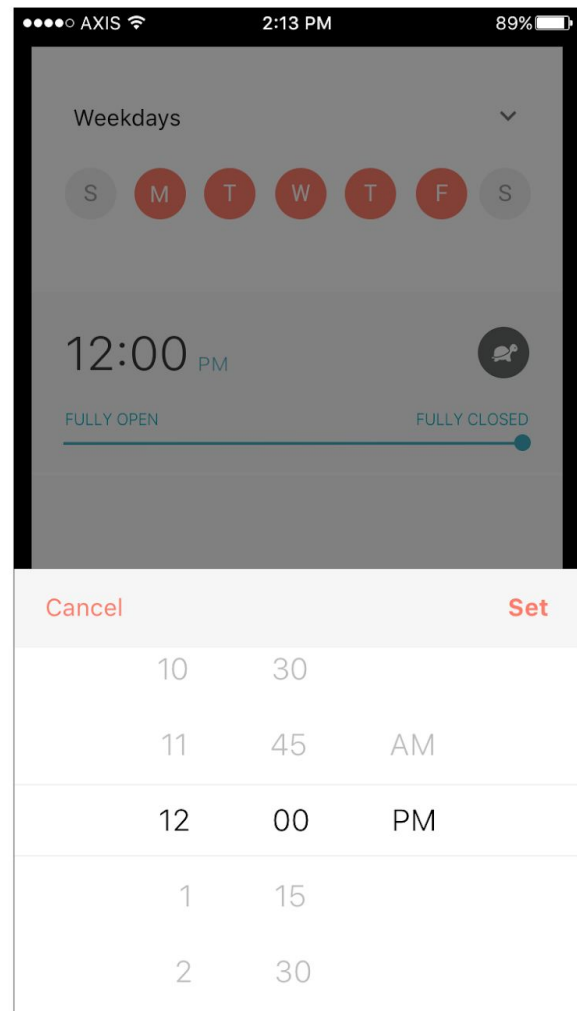 AXIS 2:13 PM 89%
Weekdays
S M T W T F S
12:00 PM
FULLY OPEN FULLY CLOSED
Cancel Set
10 30
11 45 AM
12 00 PM
1 15
2 30